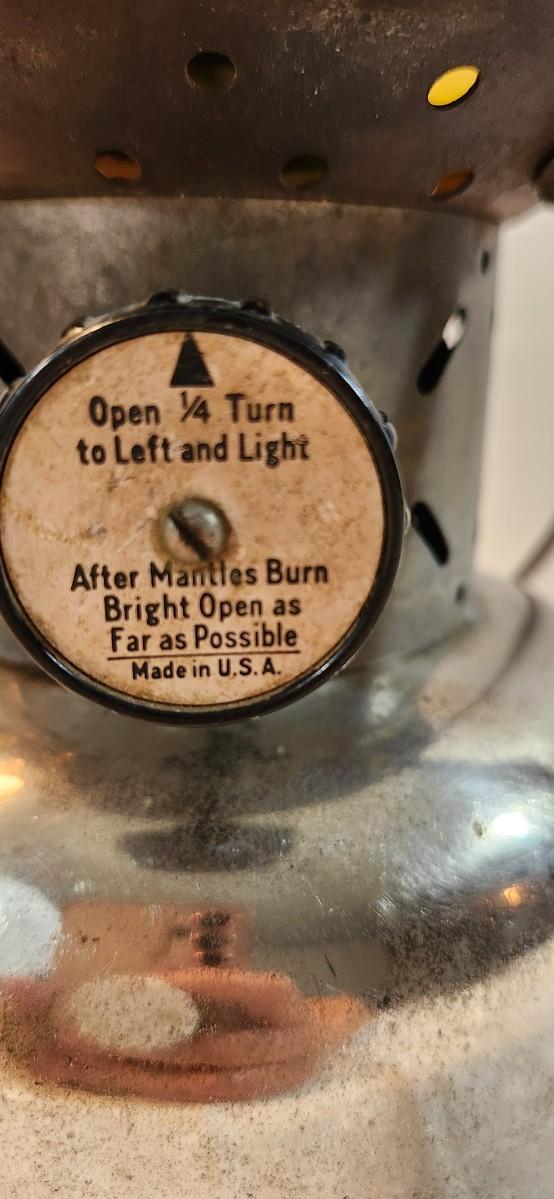 Open ¼ Turn
to Left and Light
After Mantles Burn
Bright Open as
Far as Possible
Made in U.S.A.